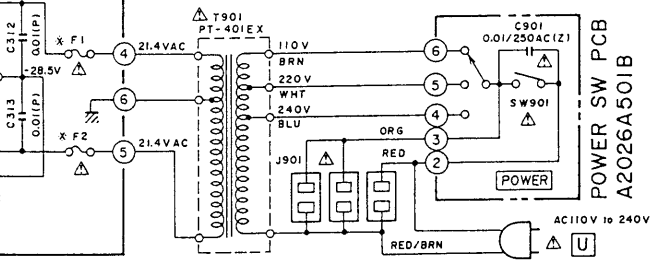 C312
0.01(P)
* F1
4
21.4VAC
T901
PT-401EX
110V
BRN
6
C901
0.01/250AC(Z)
-28.5V
6
220V
WHT
5
SW901
C313
0.01(P)
240V
BLU
4
* F2
5
21.4VAC
ORG
3
J901
RED
2
POWER
POWER SW PCB
A2026A501B
AC110V to 240V
RED/BRN
U